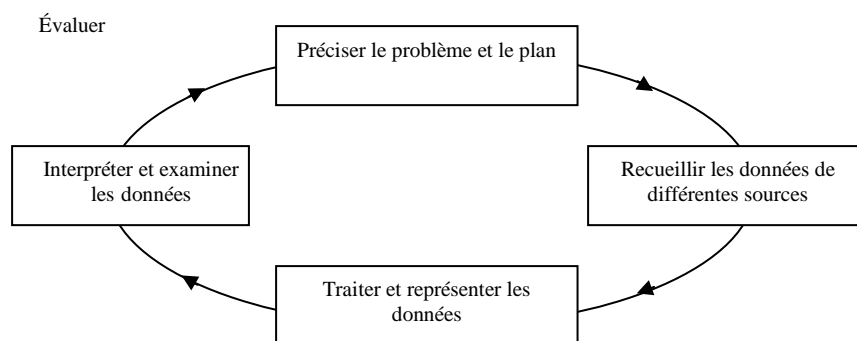 Évaluer
Préciser le problème et le plan
Interpréter et examiner
les données
Recueillir les données de
différentes sources
Traiter et représenter les
données